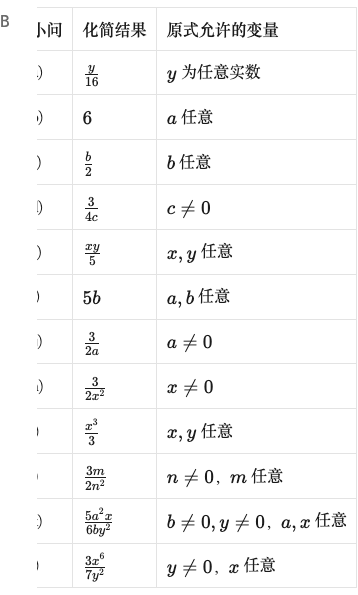 B
小问 化简结果 原式允许的变量
) y/16 y 为任意实数
) 6 a 任意
) b/2 b 任意
) 3/4c c ≠ 0
) xy/5 x, y 任意
) 5b a, b 任意
) 3/2a a ≠ 0
) 3/2x² x ≠ 0
) x³/3 x, y 任意
) 3m/2n² n ≠ 0，m 任意
) 5a²x/6by² b ≠ 0, y ≠ 0，a, x 任意
) 3x⁶/7y² y ≠ 0，x 任意